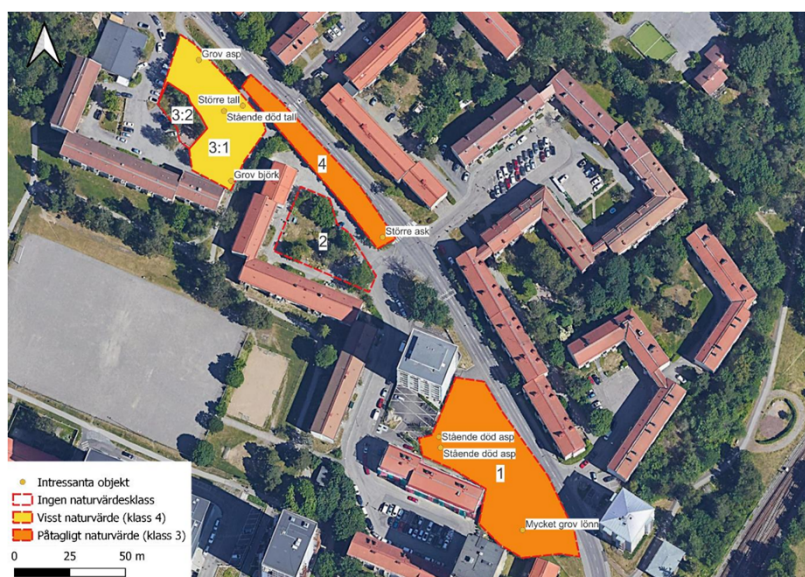 Grov asp
Större tall
Stående död tall
3:2
3:1
4
Grov björk
2
Större ask
Stående död asp
Stående död asp
1
Mycket grov lönn
Intressanta objekt
Ingen naturvärdesklass
Visst naturvärde (klass 4)
Påtagligt naturvärde (klass 3)
0 25 50 m